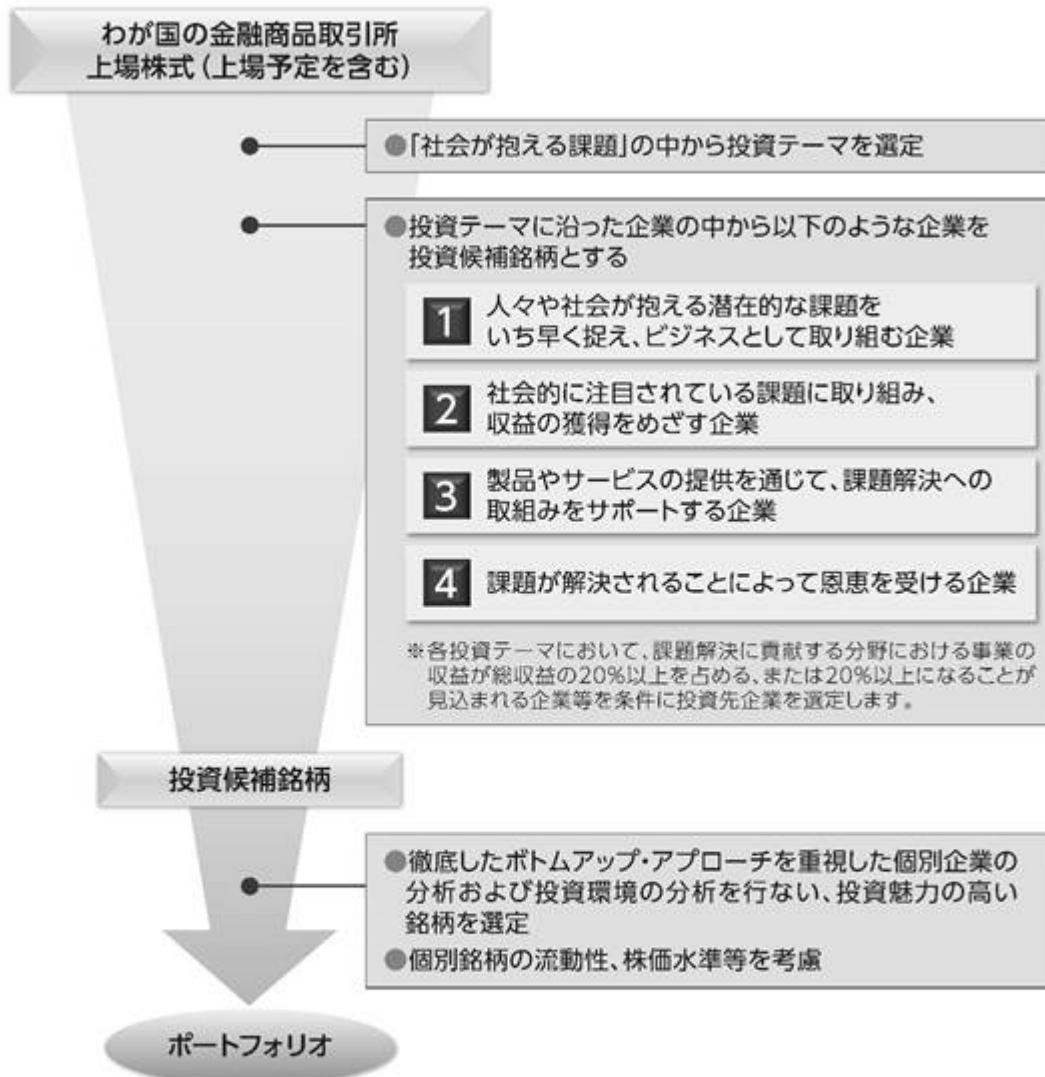 わが国の金融商品取引所
上場株式（上場予定を含む）
●「社会が抱える課題」の中から投資テーマを選定
●投資テーマに沿った企業の中から以下のような企業を
投資候補銘柄とする
1 人々や社会が抱える潜在的な課題を
いち早く捉え、ビジネスとして取り組む企業
2 社会的に注目されている課題に取り組み、
収益の獲得をめざす企業
3 製品やサービスの提供を通じて、課題解決への
取組みをサポートする企業
4 課題が解決されることによって恩恵を受ける企業
※各投資テーマにおいて、課題解決に貢献する分野における事業の
収益が総収益の20%以上を占める、または20%以上になることが
見込まれる企業等を条件に投資先企業を選定します。
投資候補銘柄
●徹底したボトムアップ・アプローチを重視した個別企業の
分析および投資環境の分析を行ない、投資魅力の高い
銘柄を選定
●個別銘柄の流動性、株価水準等を考慮
ポートフォリオ